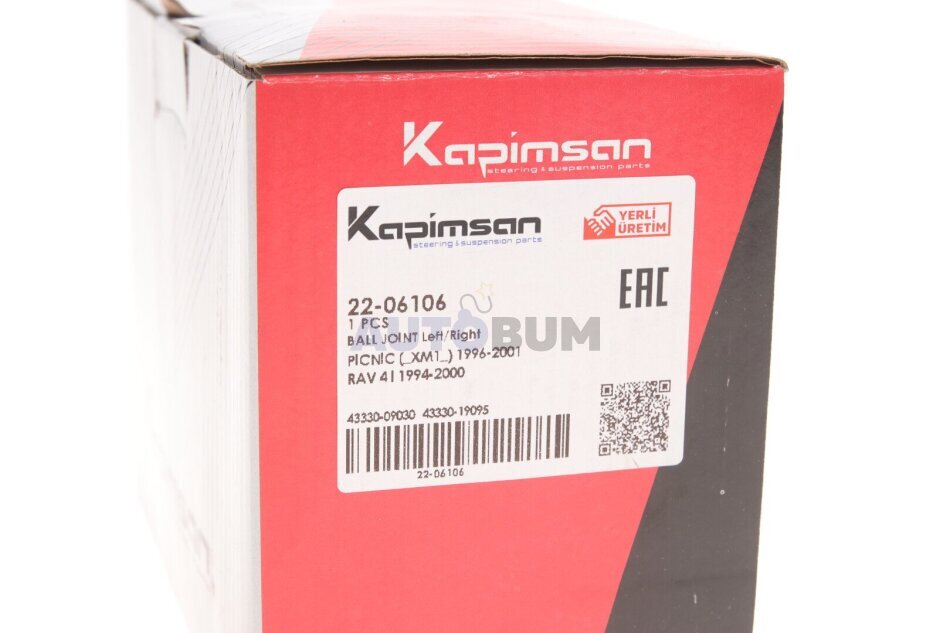 Kapimsan
steering & suspension parts
Kapimsan
steering & suspension parts
YERLİ
ÜRETİM
EAC
22-06106
1 PCS
BALL JOINT Left/Right
AUTOBUM
PICNIC (_XM1_) 1996-2001
RAV 4 I 1994-2000
43330-09030 43330-19095
22-06106